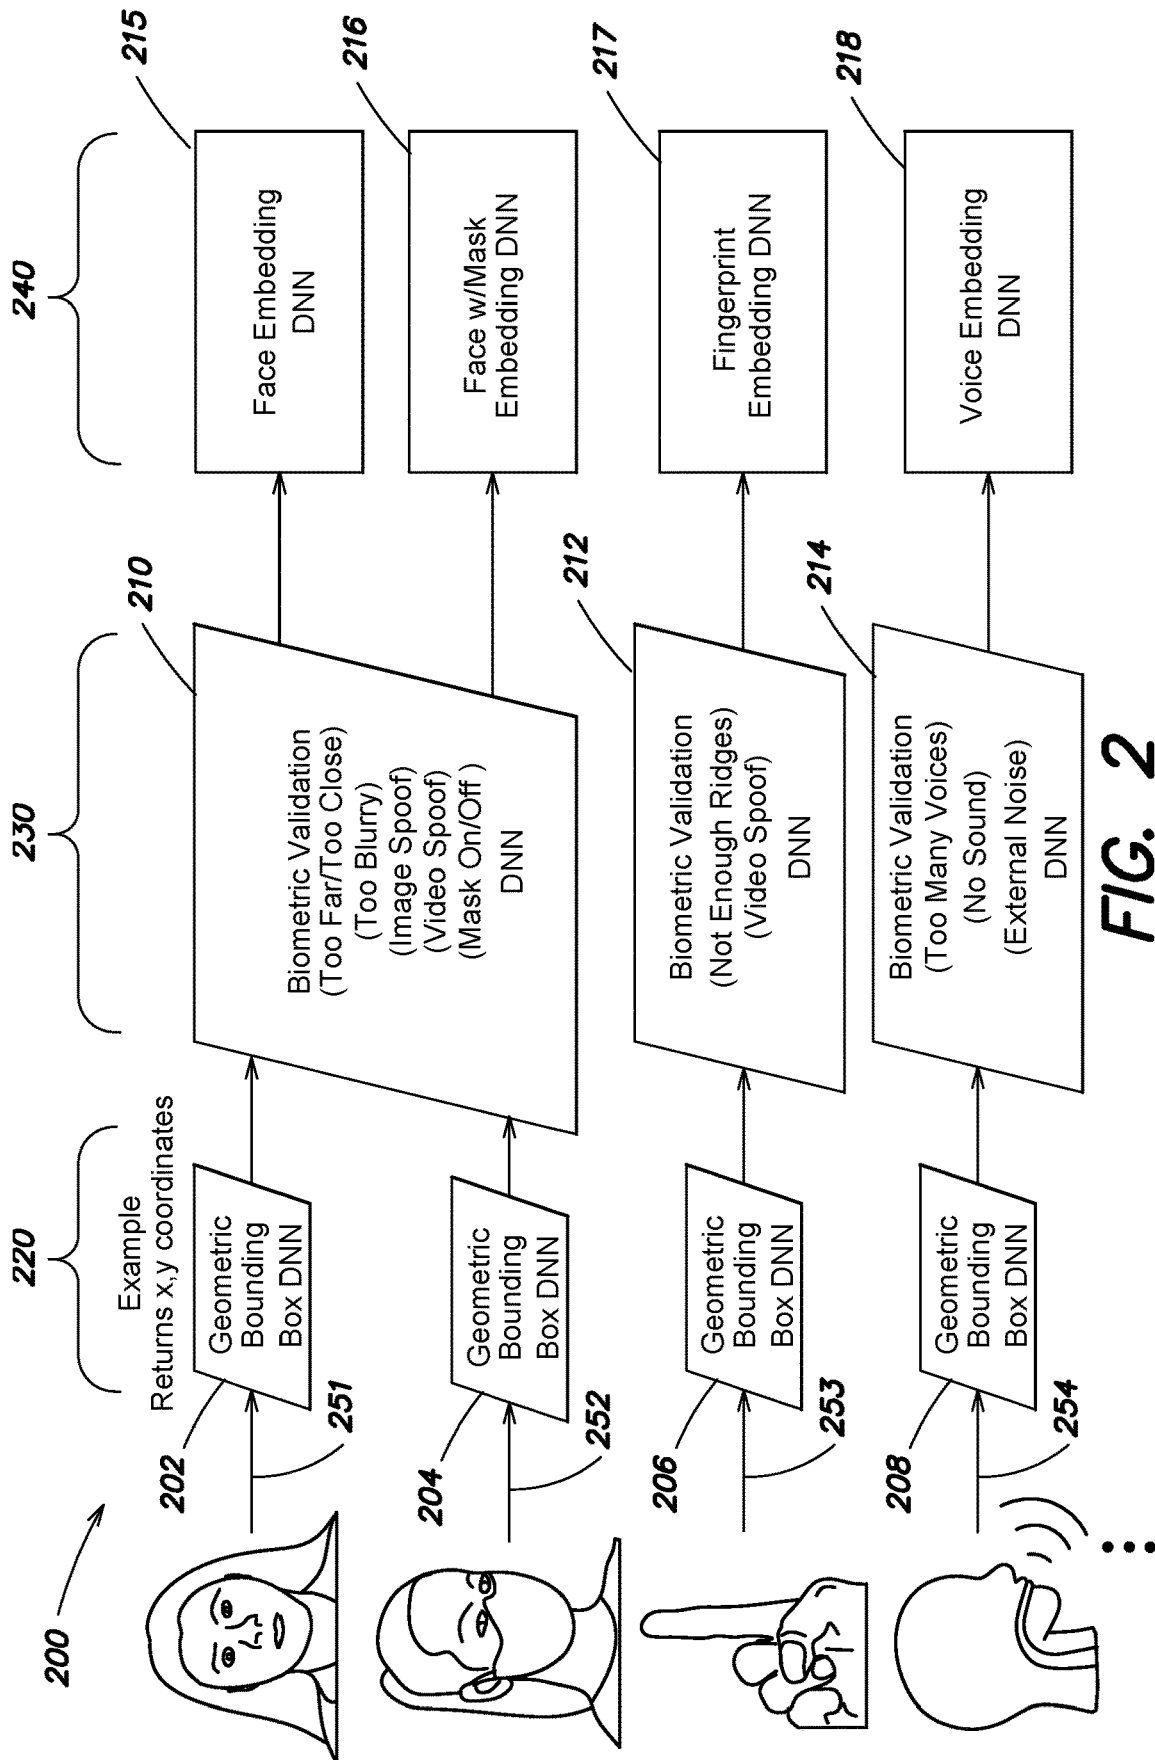 200
220
230
240
Example
Returns x,y coordinates
202
251
Geometric
Bounding
Box DNN
210
Biometric Validation
(Too Far/Too Close)
(Too Blurry)
(Image Spoof)
(Video Spoof)
(Mask On/Off )
DNN
215
Face Embedding
DNN
204
252
Geometric
Bounding
Box DNN
216
Face w/Mask
Embedding DNN
206
253
Geometric
Bounding
Box DNN
212
Biometric Validation
(Not Enough Ridges)
(Video Spoof)
DNN
217
Fingerprint
Embedding DNN
208
254
Geometric
Bounding
Box DNN
214
Biometric Validation
(Too Many Voices)
(No Sound)
(External Noise)
DNN
218
Voice Embedding
DNN
FIG. 2